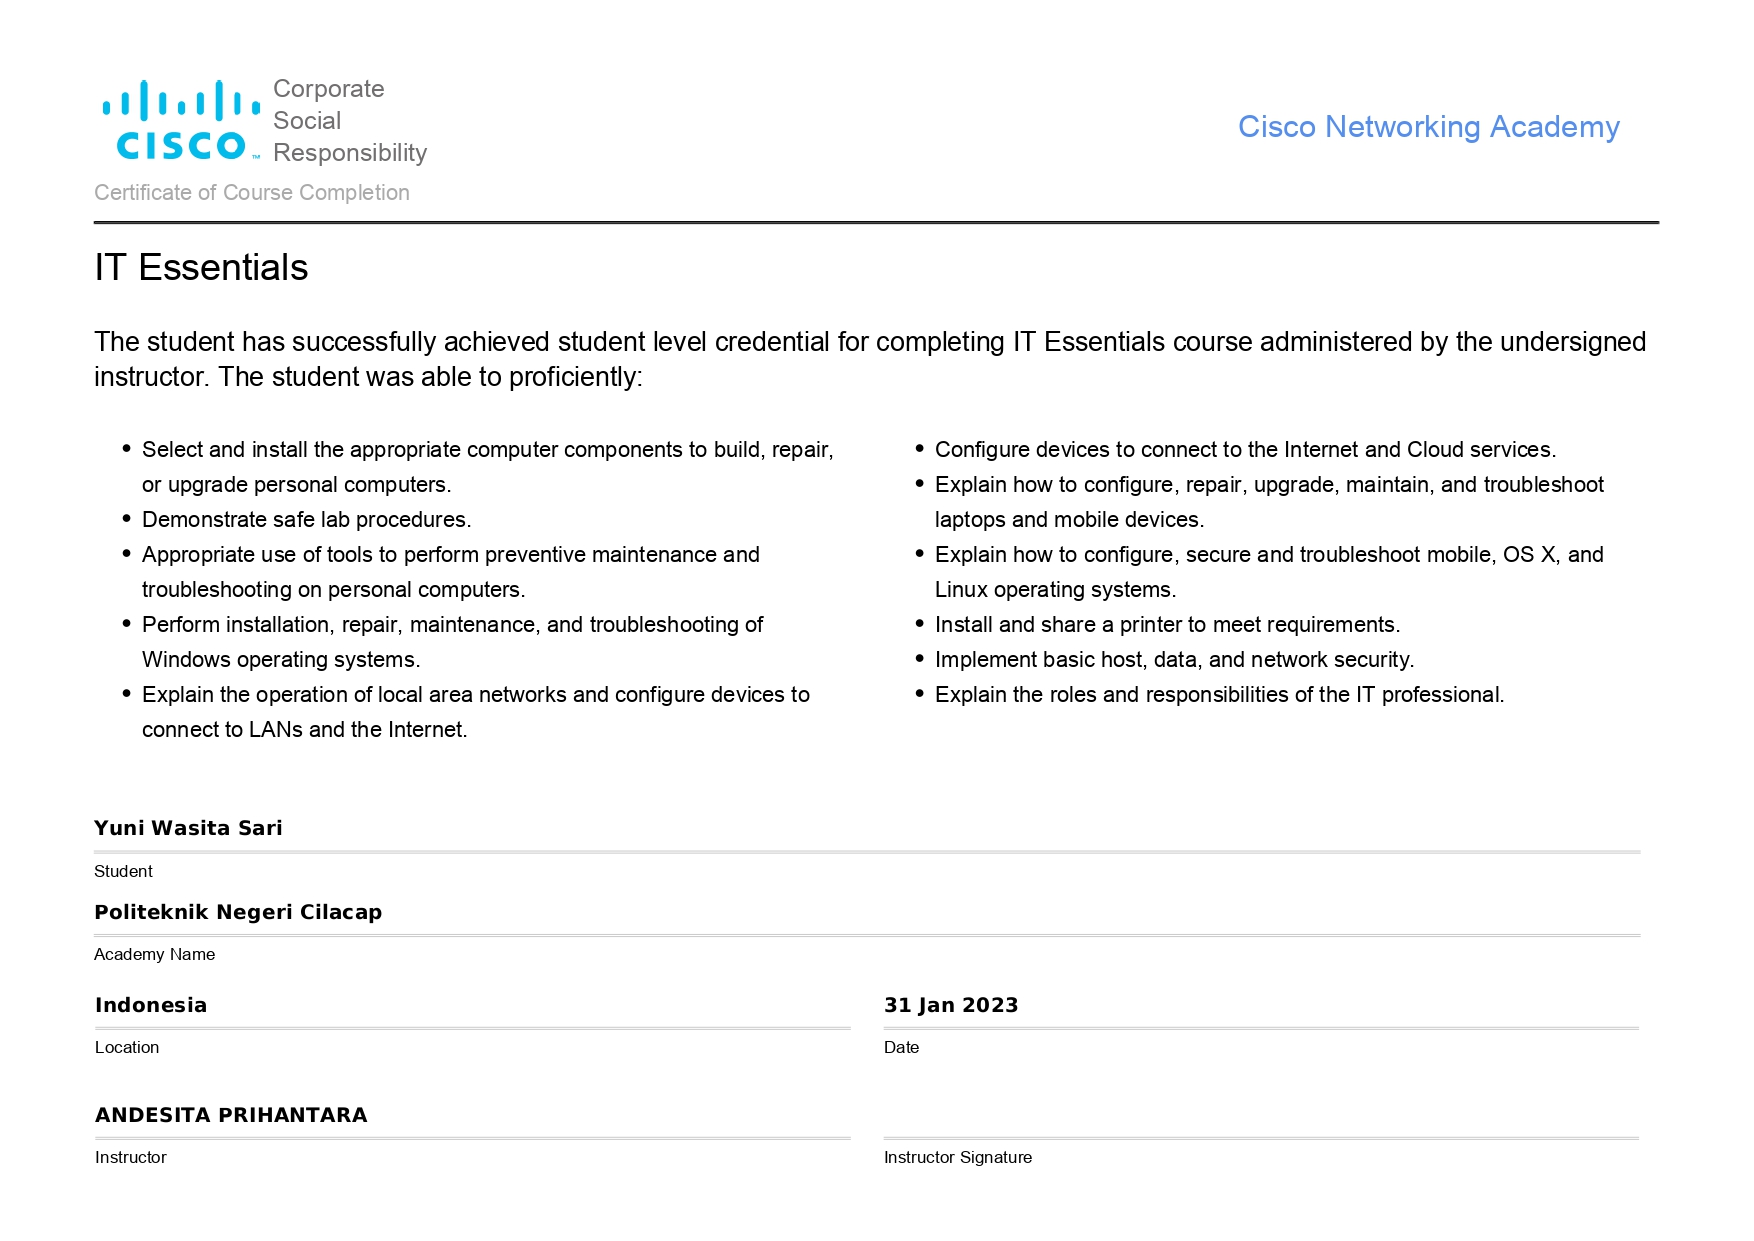 Corporate
Social
Responsibility
CISCO™
Cisco Networking Academy
Certificate of Course Completion
IT Essentials
The student has successfully achieved student level credential for completing IT Essentials course administered by the undersigned
instructor. The student was able to proficiently:
• Select and install the appropriate computer components to build, repair,
or upgrade personal computers.
• Demonstrate safe lab procedures.
• Appropriate use of tools to perform preventive maintenance and
troubleshooting on personal computers.
• Perform installation, repair, maintenance, and troubleshooting of
Windows operating systems.
• Explain the operation of local area networks and configure devices to
connect to LANs and the Internet.
• Configure devices to connect to the Internet and Cloud services.
• Explain how to configure, repair, upgrade, maintain, and troubleshoot
laptops and mobile devices.
• Explain how to configure, secure and troubleshoot mobile, OS X, and
Linux operating systems.
• Install and share a printer to meet requirements.
• Implement basic host, data, and network security.
• Explain the roles and responsibilities of the IT professional.
Yuni Wasita Sari
Student
Politeknik Negeri Cilacap
Academy Name
Indonesia
Location
31 Jan 2023
Date
ANDESITA PRIHANTARA
Instructor
Instructor Signature